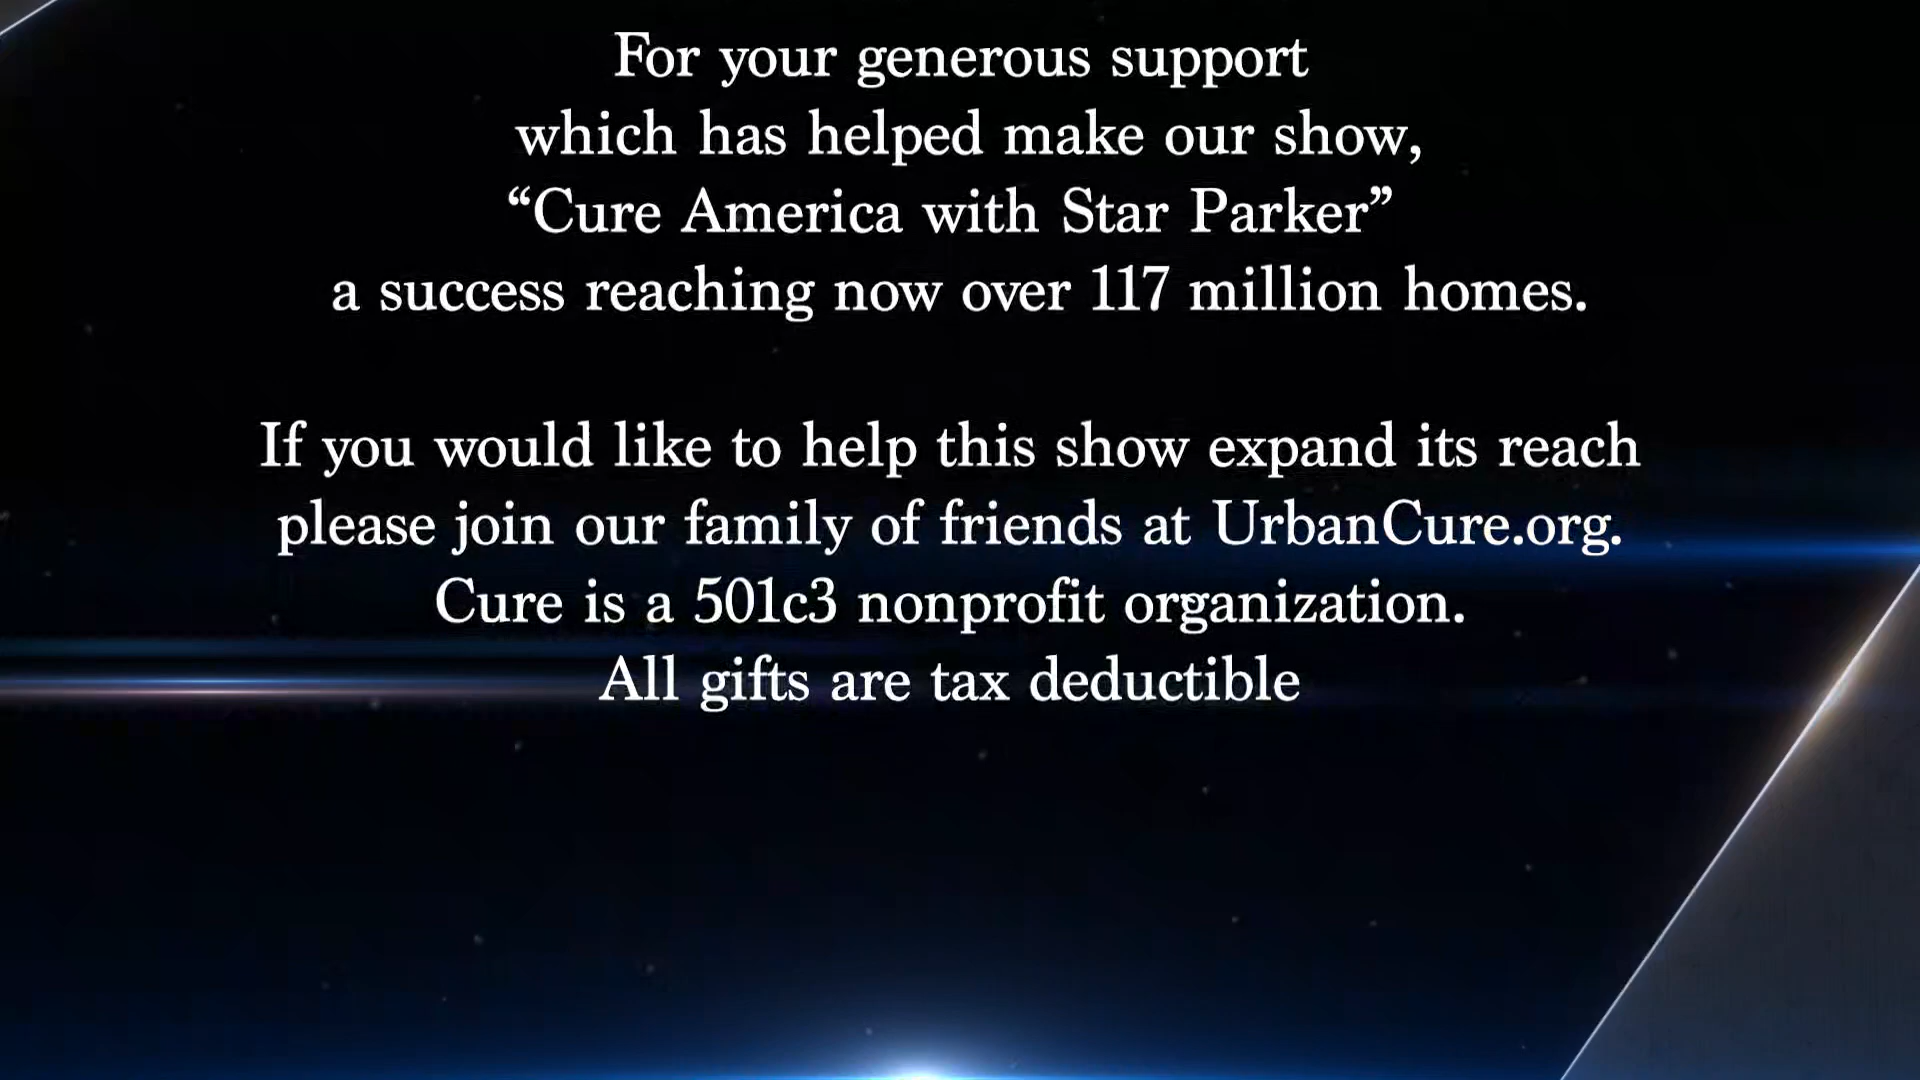 For your generous support
which has helped make our show,
“Cure America with Star Parker”
a success reaching now over 117 million homes.
If you would like to help this show expand its reach
please join our family of friends at UrbanCure.org.
Cure is a 501c3 nonprofit organization.
All gifts are tax deductible